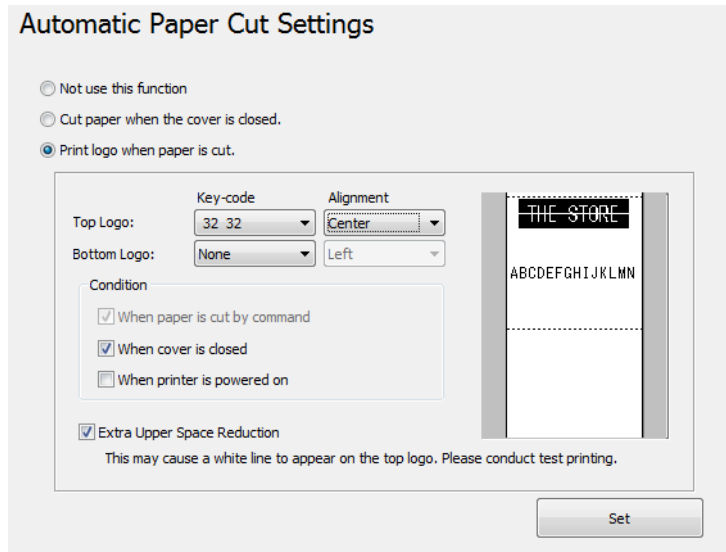 Automatic Paper Cut Settings
Not use this function
Cut paper when the cover is closed.
Print logo when paper is cut.
Key-code Alignment
Top Logo: 32 32 Center
Bottom Logo: None Left
Condition
When paper is cut by command
When cover is closed
When printer is powered on
THE STORE
ABCDEFGHIJKLMN
Extra Upper Space Reduction
This may cause a white line to appear on the top logo. Please conduct test printing.
Set